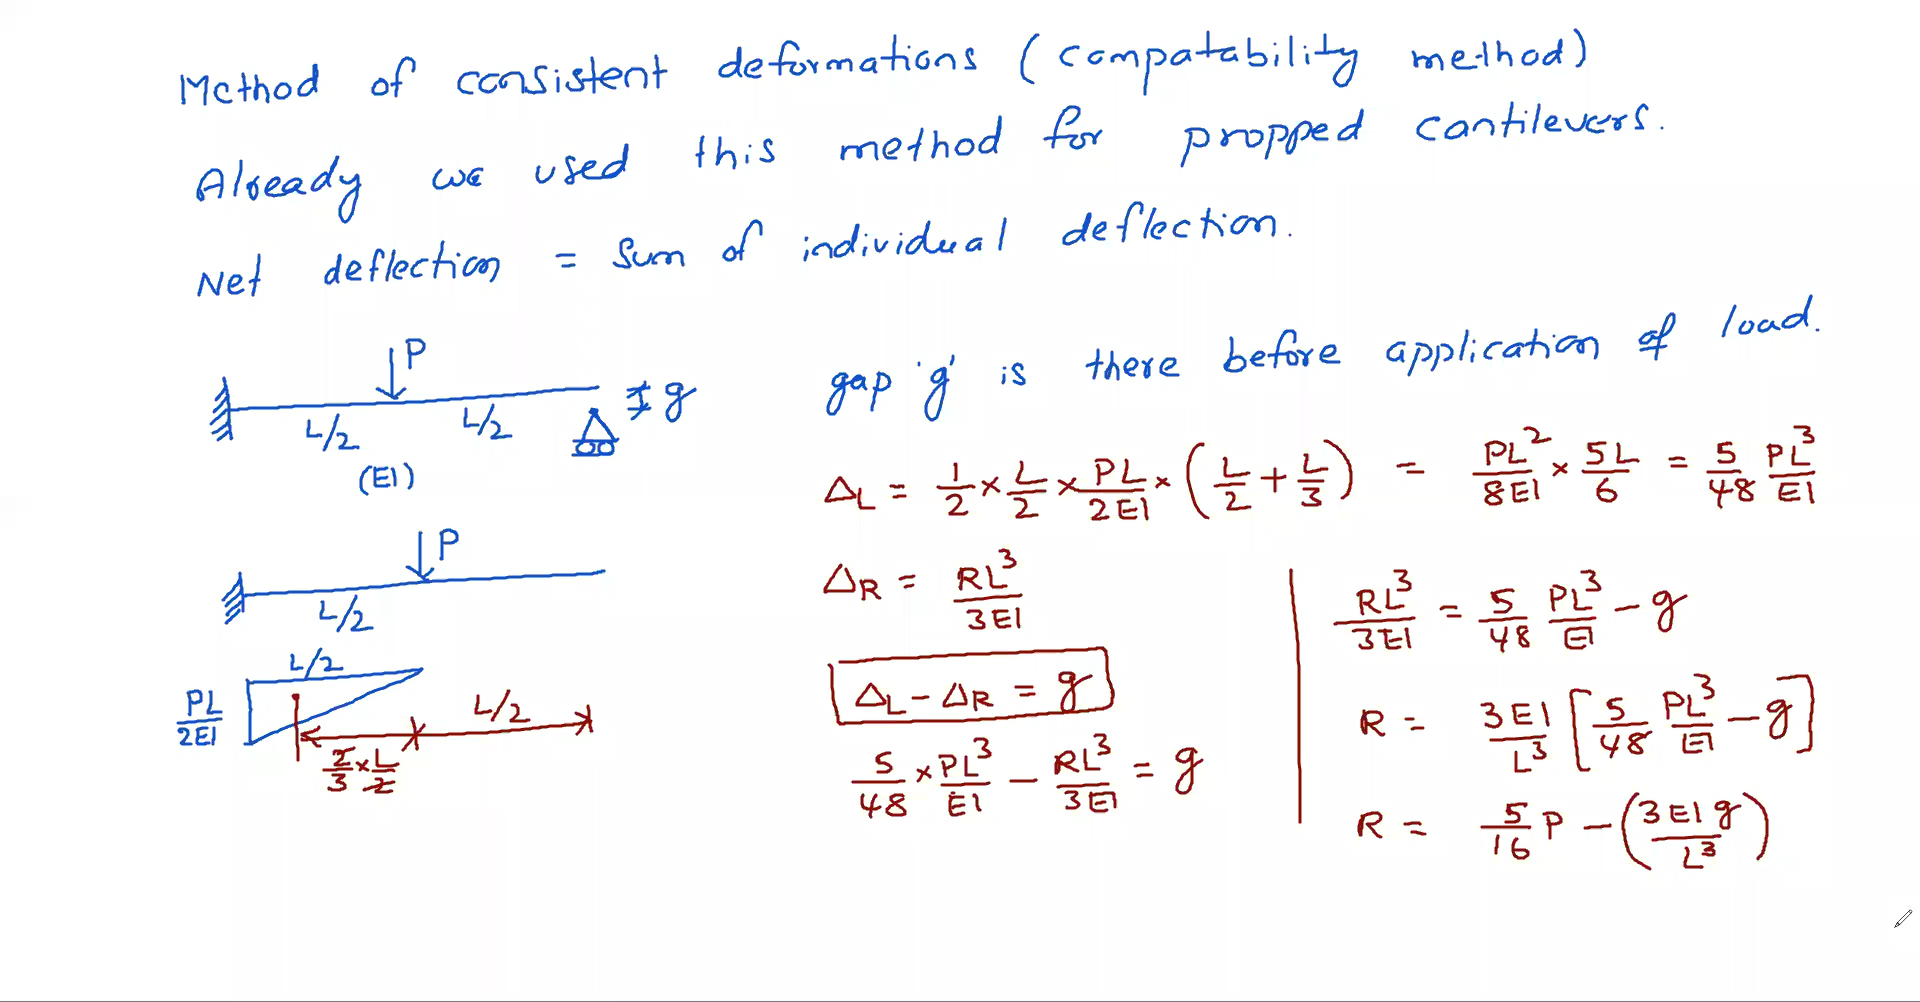 Method of consistent deformations (compatability method)
Already we used this method for propped cantilevers.
Net deflection = Sum of individual deflection.
P
L/2 L/2 g
(EI)
P
L/2
L/2
PL/2EI
L/2
2/3 × L/2
gap 'g' is there before application of load.
Δ_L = 1/2 × L/2 × PL/2EI × (L/2 + L/3) = PL²/8EI × 5L/6 = 5/48 PL³/EI
Δ_R = RL³/3EI
Δ_L - Δ_R = g
5/48 × PL³/EI - RL³/3EI = g
RL³/3EI = 5/48 PL³/EI - g
R = 3EI/L³ [5/48 PL³/EI - g]
R = 5/16 P - (3EIg/L³)